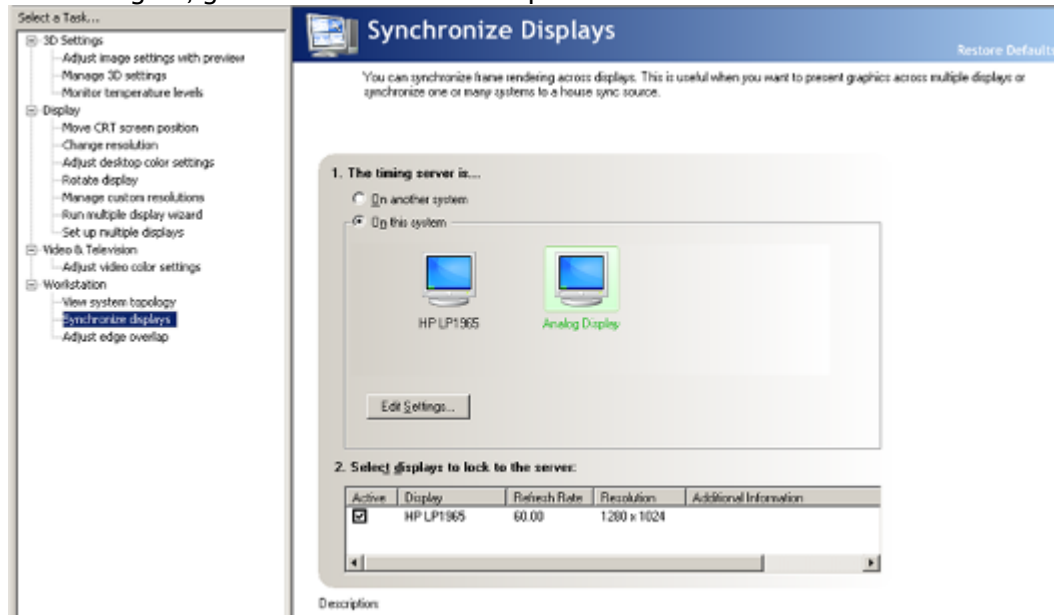 Select a Task...
3D Settings
Adjust image settings with preview
Manage 3D settings
Monitor temperature levels
Display
Move CRT screen position
Change resolution
Adjust desktop color settings
Rotate display
Manage custom resolutions
Run multiple display wizard
Set up multiple displays
Video & Television
Adjust video color settings
Workstation
View system topology
Synchronize displays
Adjust edge overlap
Synchronize Displays
Restore Defaults
You can synchronize frame rendering across displays. This is useful when you want to present graphics across multiple displays or
synchronize one or many systems to a house sync source.
1. The timing server is...
On another system
On this system
HP LP1965 Analog Display
Edit Settings...
2. Select displays to lock to the server:
Active Display Refresh Rate Resolution Additional Information
HP LP1965 60.00 1280 x 1024
Description: